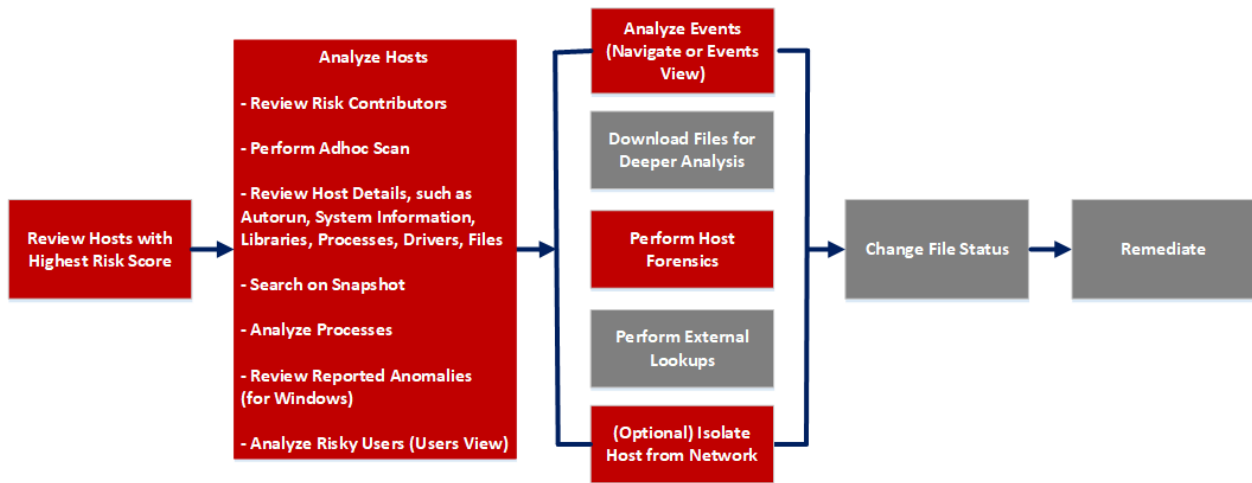 Review Hosts with
Highest Risk Score
Analyze Hosts
- Review Risk Contributors
- Perform Adhoc Scan
- Review Host Details, such as
Autorun, System Information,
Libraries, Processes, Drivers, Files
- Search on Snapshot
- Analyze Processes
- Review Reported Anomalies
(for Windows)
- Analyze Risky Users (Users View)
Analyze Events
(Navigate or Events
View)
Download Files for
Deeper Analysis
Perform Host
Forensics
Perform External
Lookups
(Optional) Isolate
Host from Network
Change File Status
Remediate